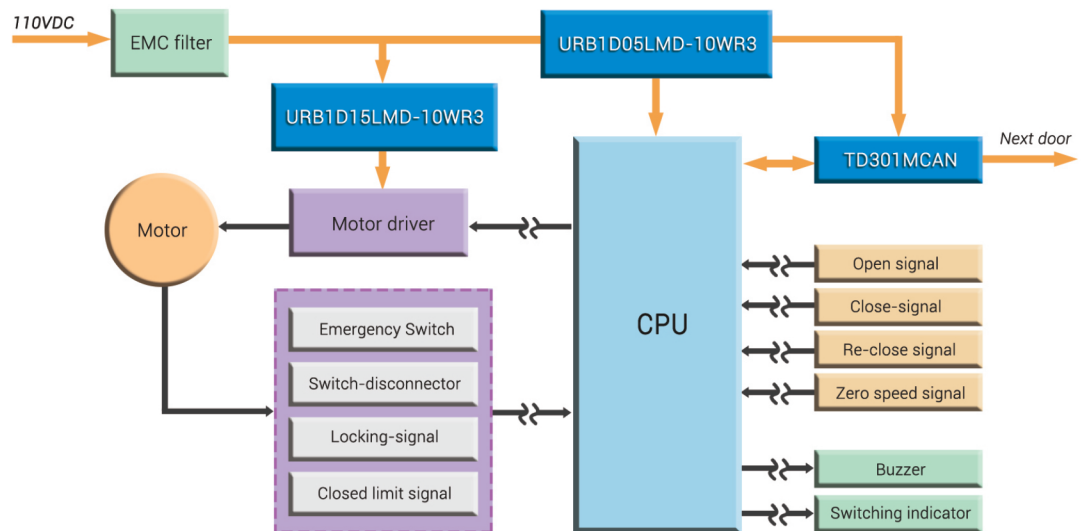 110VDC
EMC filter
URB1D05LMD-10WR3
URB1D15LMD-10WR3
TD301MCAN
Next door
Motor
Motor driver
CPU
Open signal
Close-signal
Re-close signal
Zero speed signal
Emergency Switch
Switch-disconnector
Locking-signal
Closed limit signal
Buzzer
Switching indicator